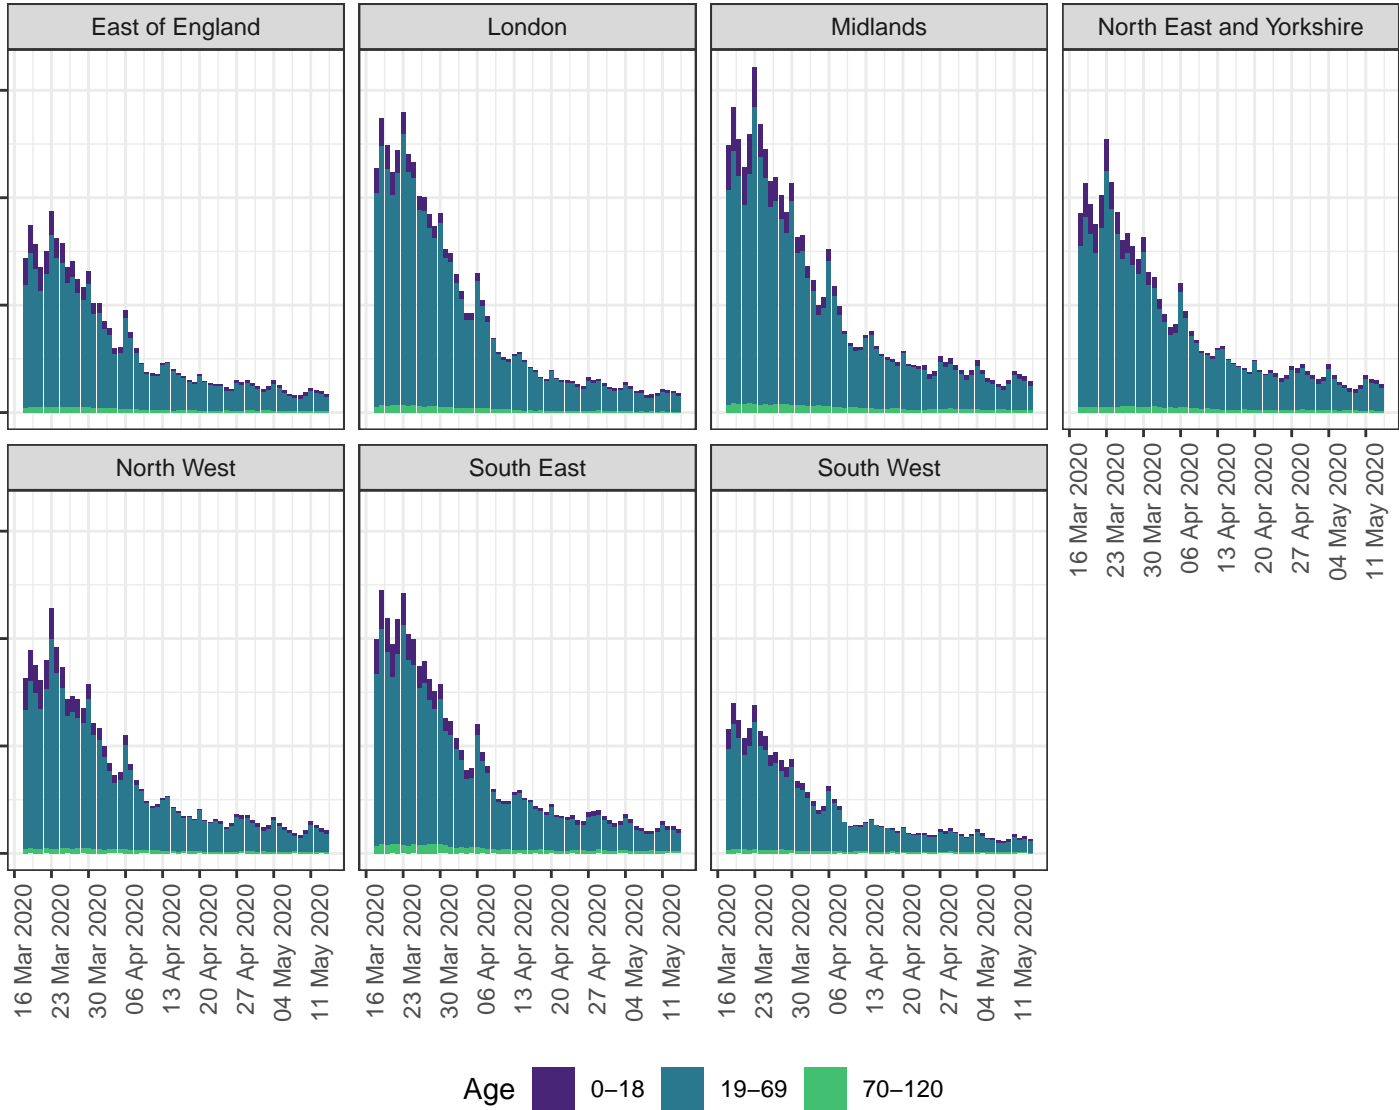 East of England
London
Midlands
North East and Yorkshire
16 Mar 2020
23 Mar 2020
30 Mar 2020
06 Apr 2020
13 Apr 2020
20 Apr 2020
27 Apr 2020
04 May 2020
11 May 2020
North West
South East
South West
16 Mar 2020
23 Mar 2020
30 Mar 2020
06 Apr 2020
13 Apr 2020
20 Apr 2020
27 Apr 2020
04 May 2020
11 May 2020
16 Mar 2020
23 Mar 2020
30 Mar 2020
06 Apr 2020
13 Apr 2020
20 Apr 2020
27 Apr 2020
04 May 2020
11 May 2020
16 Mar 2020
23 Mar 2020
30 Mar 2020
06 Apr 2020
13 Apr 2020
20 Apr 2020
27 Apr 2020
04 May 2020
11 May 2020
Age 0–18 19–69 70–120